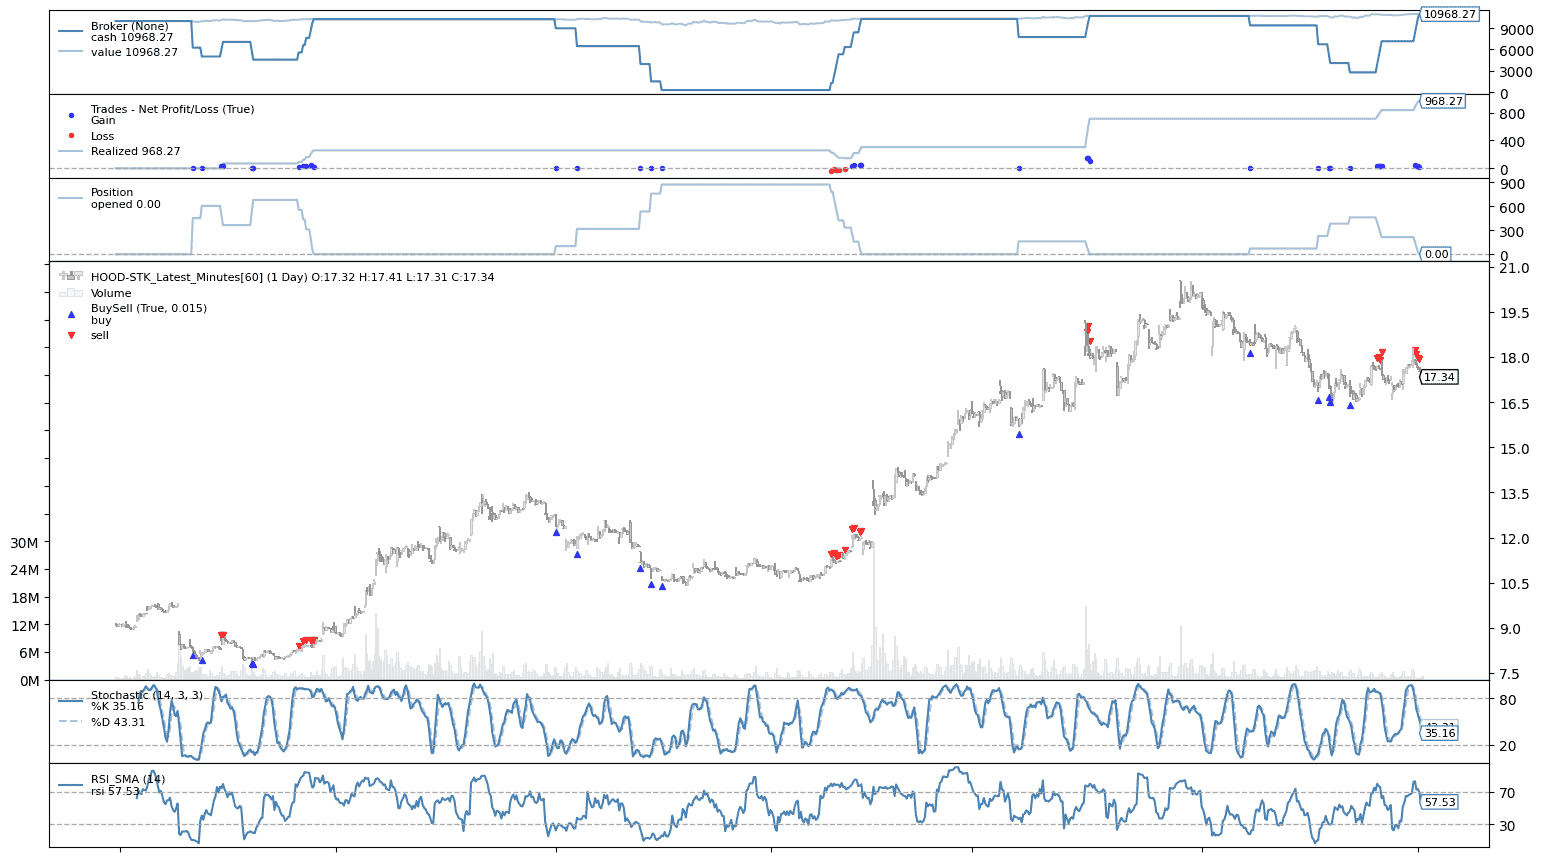 Broker (None)
cash 10968.27
value 10968.27
10968.27
9000
6000
3000
0
Trades - Net Profit/Loss (True)
Gain
Loss
Realized 968.27
968.27
800
400
0
Position
opened 0.00
900
600
300
0
0.00
HOOD-STK_Latest_Minutes[60] (1 Day) O:17.32 H:17.41 L:17.31 C:17.34
Volume
BuySell (True, 0.015)
buy
sell
21.0
19.5
18.0
17.34
16.5
15.0
13.5
12.0
10.5
9.0
7.5
30M
24M
18M
12M
6M
0M
Stochastic (14, 3, 3)
%K 35.16
%D 43.31
80
43.31
35.16
20
RSI_SMA (14)
rsi 57.53
70
57.53
30